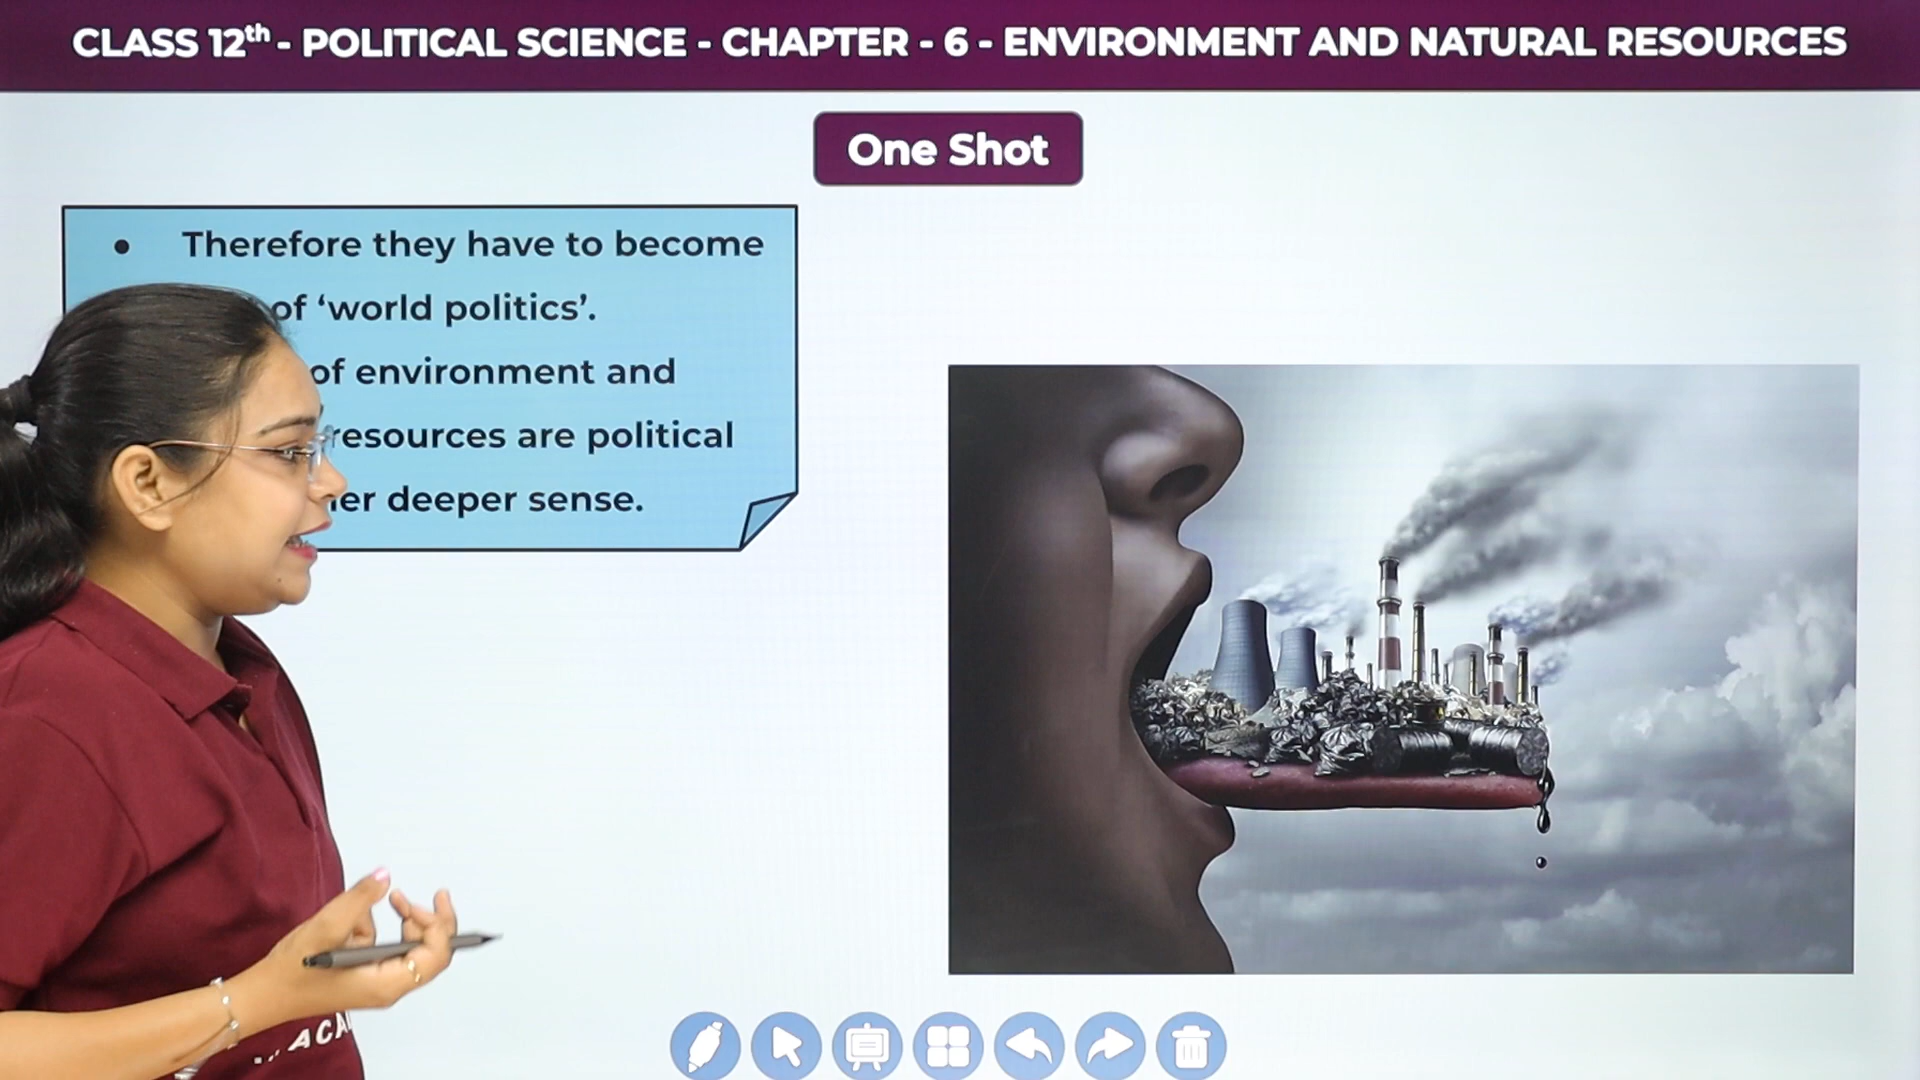 CLASS 12th - POLITICAL SCIENCE - CHAPTER - 6 - ENVIRONMENT AND NATURAL RESOURCES
One Shot
• Therefore they have to become
of ‘world politics’.
of environment and
resources are political
deeper sense.